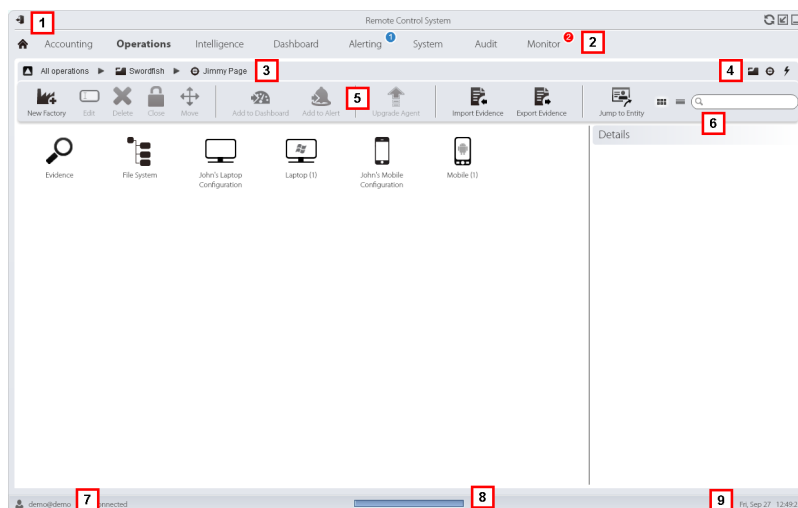 1
Remote Control System
Accounting Operations Intelligence Dashboard Alerting 1 System Audit Monitor 2 2
All operations Swordfish Jimmy Page 3 4
New Factory Edit Delete Close Move Add to Dashboard Add to Alert 5 Upgrade Agent Import Evidence Export Evidence Jump to Entity
6
Details
Evidence
File System
John's Laptop
Configuration
Laptop (1)
John's Mobile
Configuration
Mobile (1)
demo@demo 7 8 9 Fri, Sep 27 12:49:2